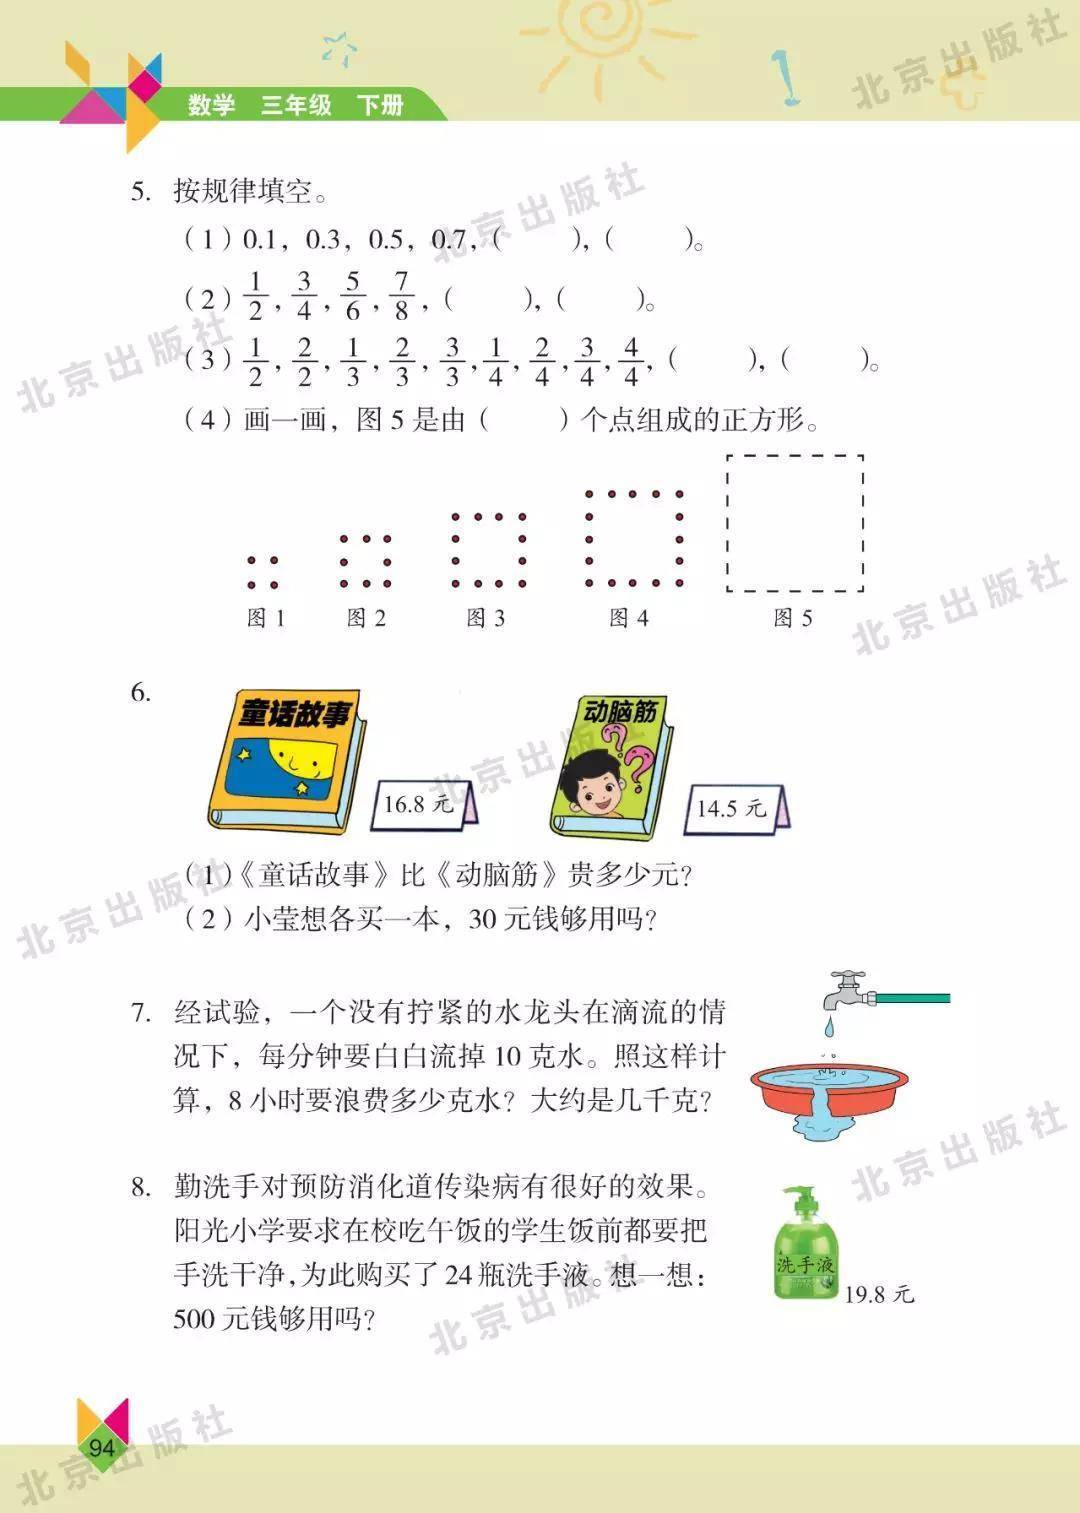 北京出版社
数学 三年级 下册
5. 按规律填空。
北京出版社
(1) 0.1, 0.3, 0.5, 0.7, (  ), (  )。
(2) 1/2, 3/4, 5/6, 7/8, (  ), (  )。
北京出版社
(3) 1/2, 2/2, 1/3, 2/3, 3/3, 1/4, 2/4, 3/4, 4/4, (  ), (  )。
(4) 画一画，图 5 是由 (  ) 个点组成的正方形。
图 1 图 2 图 3 图 4 图 5
北京出版社
6.
童话故事
动脑筋
北京出版社
16.8 元
14.5 元
(1)《童话故事》比《动脑筋》贵多少元？
北京出版社
(2) 小莹想各买一本，30 元钱够用吗？
7. 经试验，一个没有拧紧的水龙头在滴流的情
况下，每分钟要白白流掉 10 克水。照这样计
算，8 小时要浪费多少克水？大约是几千克？
北京出版社
8. 勤洗手对预防消化道传染病有很好的效果。
阳光小学要求在校吃午饭的学生饭前都要把
手洗干净，为此购买了 24 瓶洗手液。想一想：
500 元钱够用吗？
洗手液
19.8 元
北京出版社
94
北京出版社